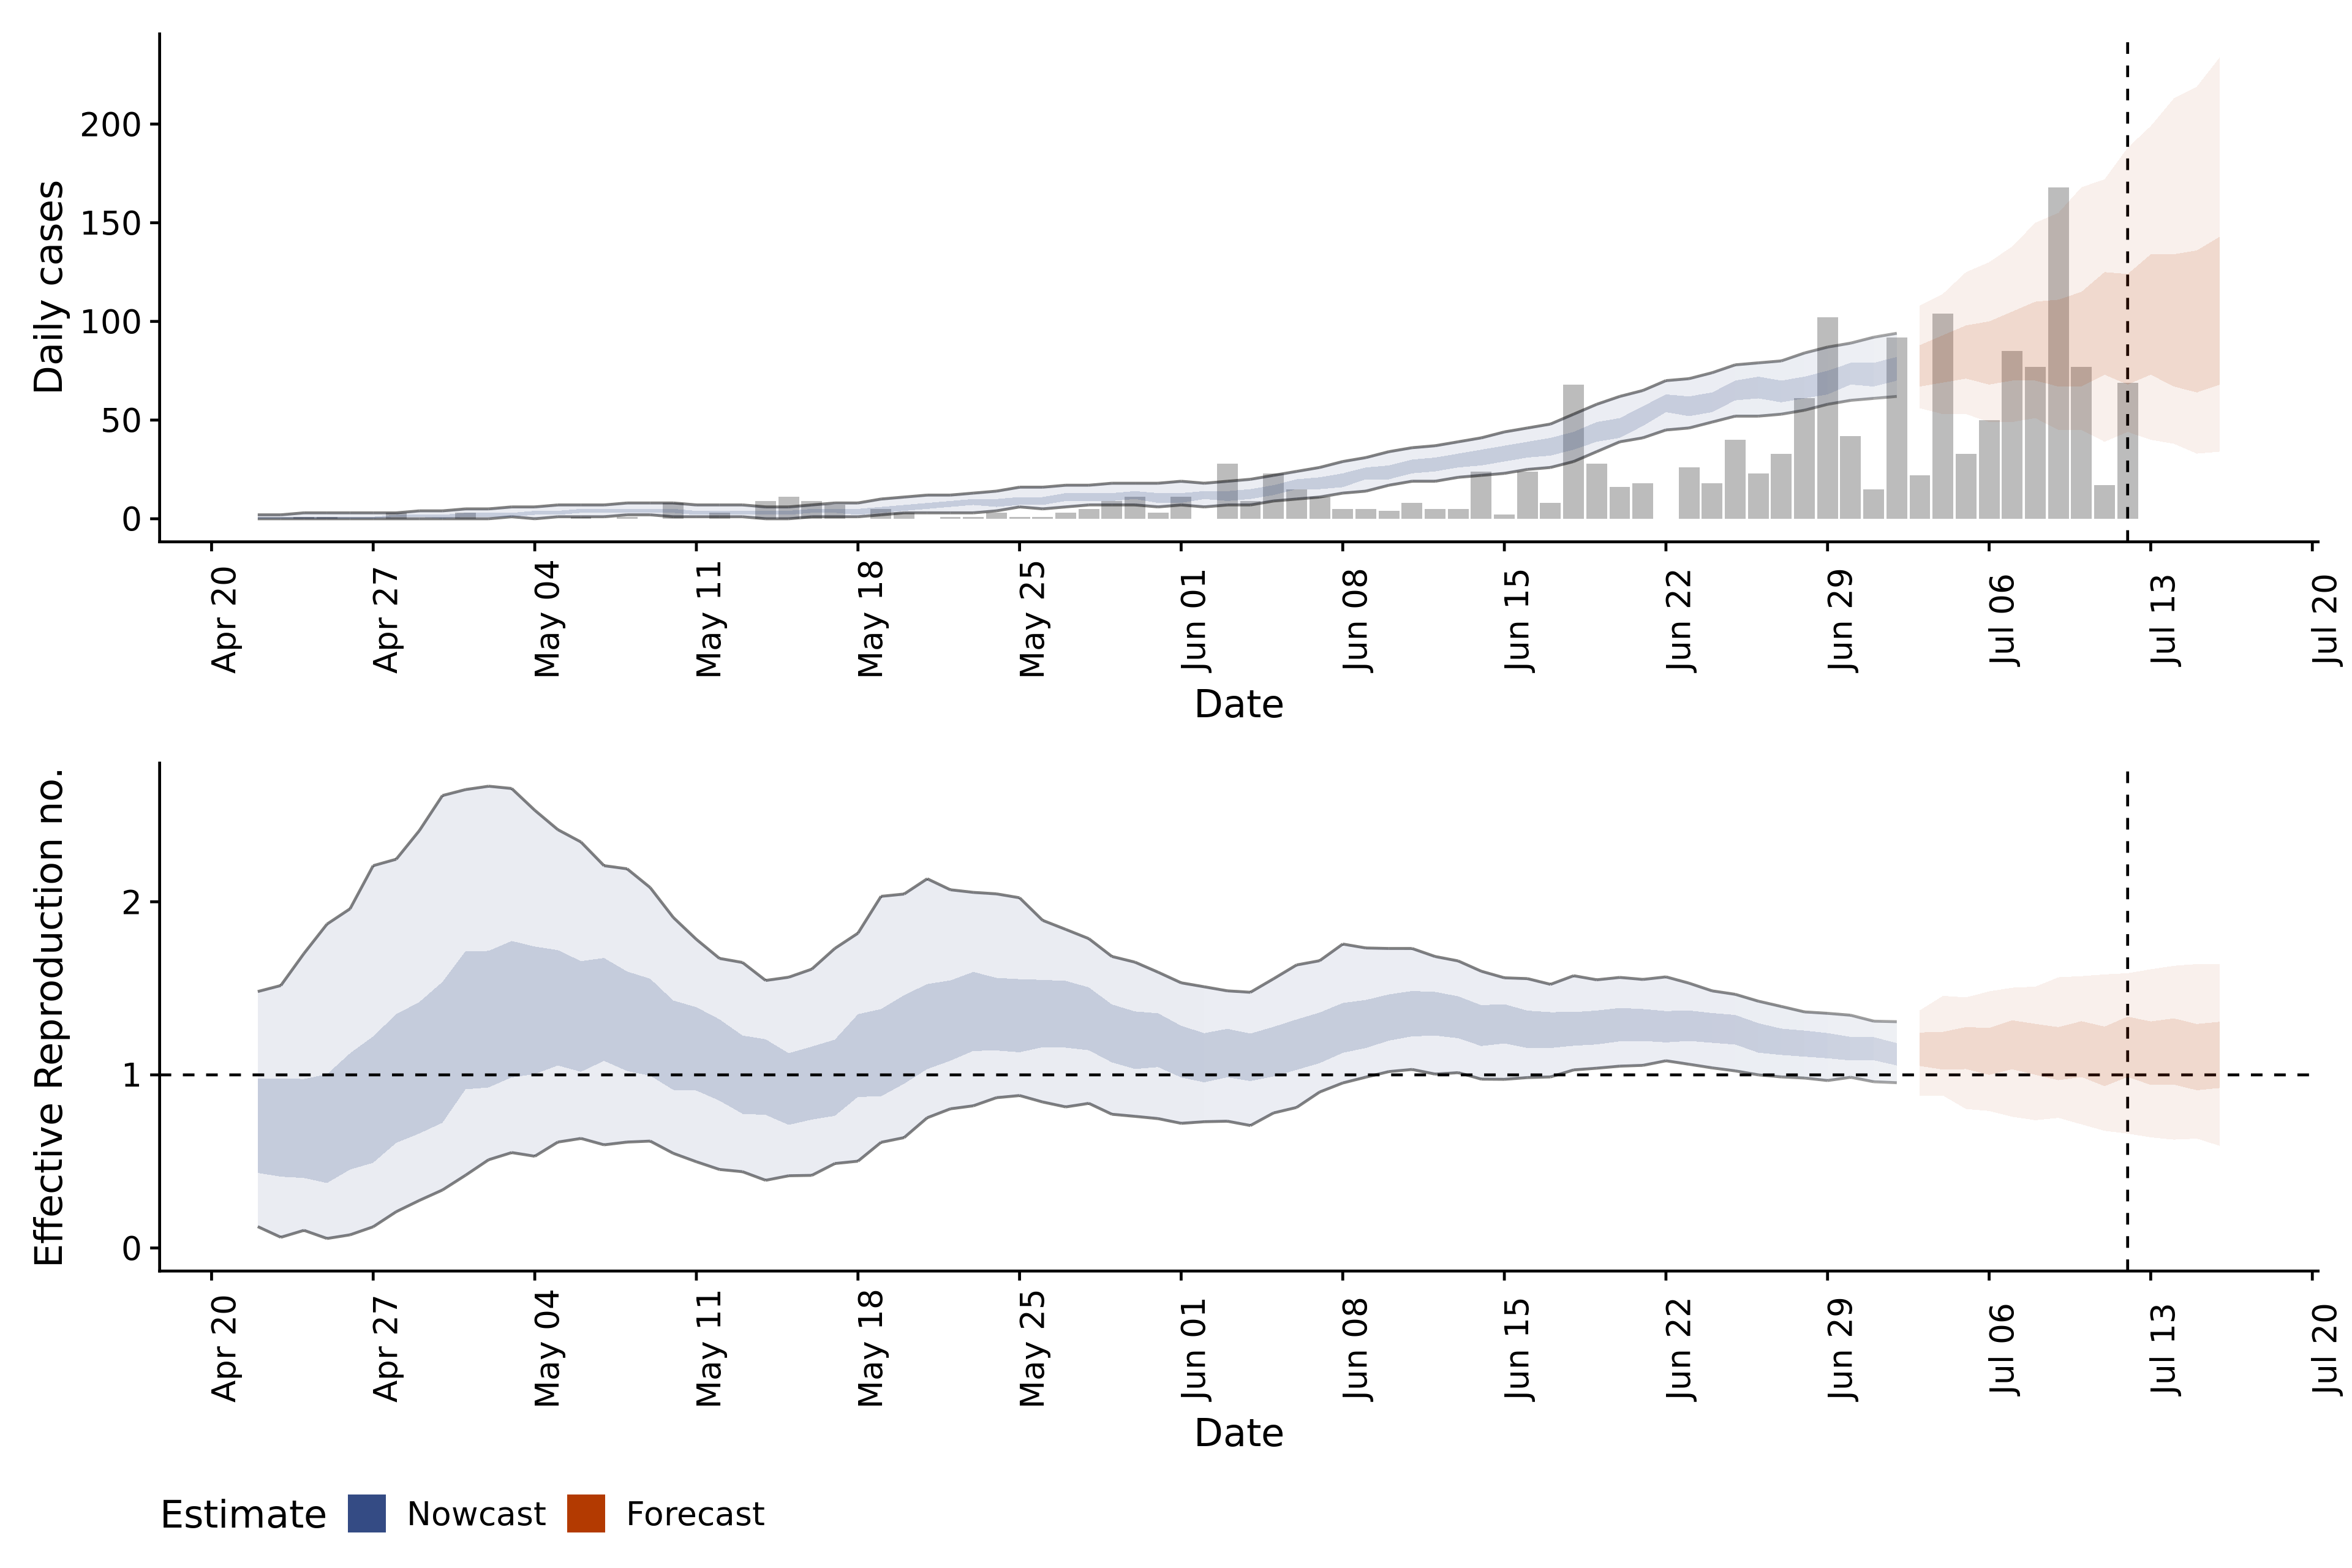 Daily cases
200
150
100
50
0
Apr 20 Apr 27 May 04 May 11 May 18 May 25 Jun 01 Jun 08 Jun 15 Jun 22 Jun 29 Jul 06 Jul 13 Jul 20
Date
Effective Reproduction no.
2
1
0
Apr 20 Apr 27 May 04 May 11 May 18 May 25 Jun 01 Jun 08 Jun 15 Jun 22 Jun 29 Jul 06 Jul 13 Jul 20
Date
Estimate Nowcast Forecast